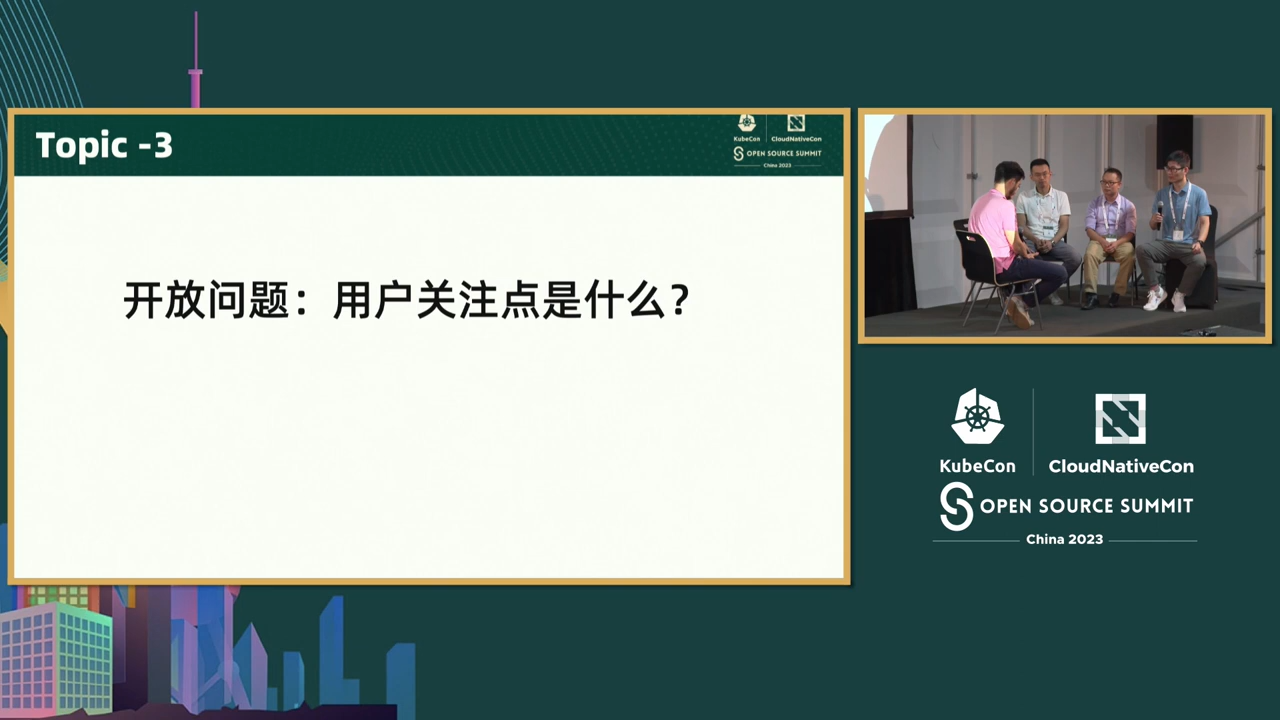 Topic -3
KubeCon
CloudNativeCon
OPEN SOURCE SUMMIT
China 2023
开放问题：用户关注点是什么？
KubeCon
CloudNativeCon
OPEN SOURCE SUMMIT
China 2023